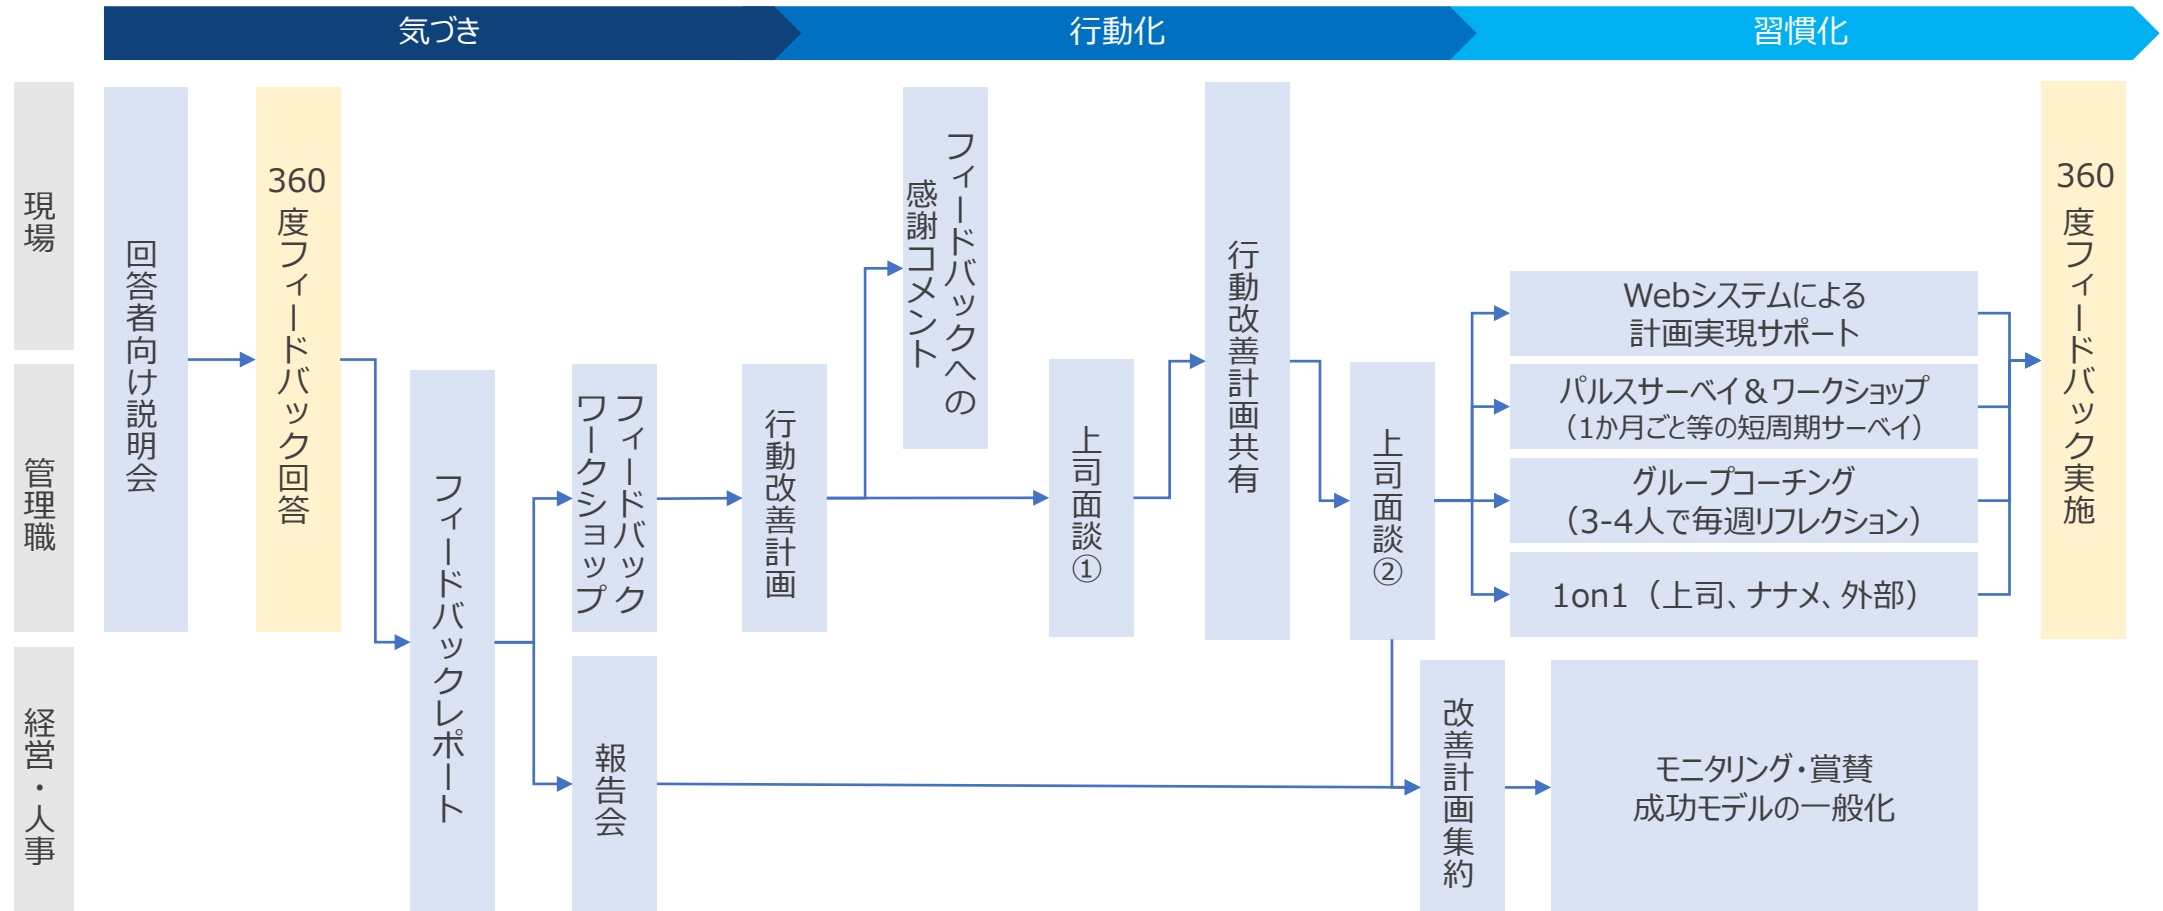 気づき
行動化
習慣化
現場
管理職
経営・人事
回答者向け説明会
360
度フィードバック回答
フィードバックレポート
フィードバック
ワークショップ
報告会
行動改善計画
フィードバックへの
感謝コメント
上司面談①
行動改善計画共有
上司面談②
改善計画集約
Webシステムによる
計画実現サポート
パルスサーベイ＆ワークショップ
（1か月ごと等の短周期サーベイ）
グループコーチング
（3-4人で毎週リフレクション）
1on1（上司、ナナメ、外部）
モニタリング・賞賛
成功モデルの一般化
360
度フィードバック実施